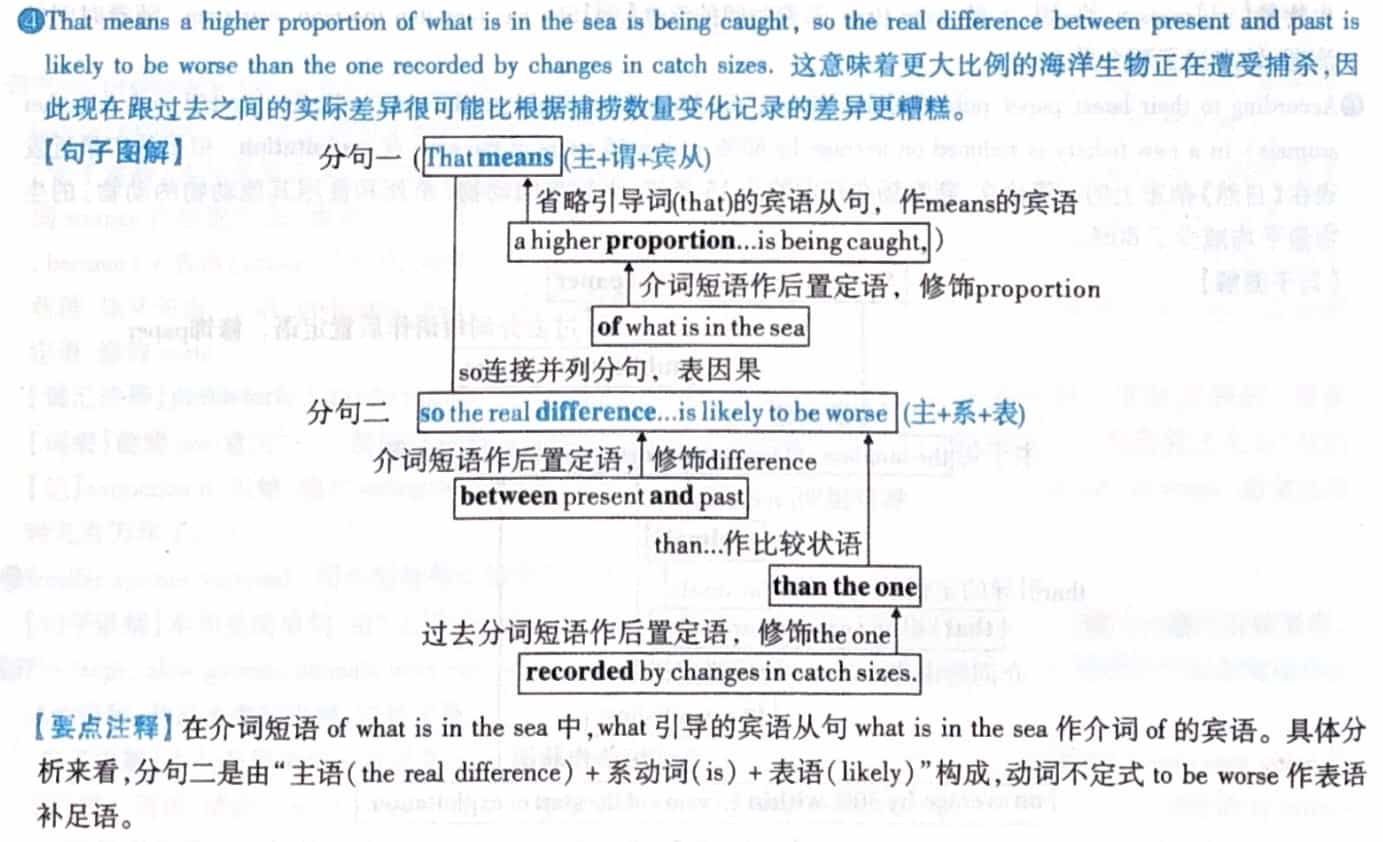 ④That means a higher proportion of what is in the sea is being caught, so the real difference between present and past is
likely to be worse than the one recorded by changes in catch sizes. 这意味着更大比例的海洋生物正在遭受捕杀,因
此现在跟过去之间的实际差异很可能比根据捕捞数量变化记录的差异更糟糕。
【句子图解】 分句一 (That means (主+谓+宾从)
省略引导词(that)的宾语从句，作means的宾语
a higher proportion...is being caught,)
介词短语作后置定语，修饰proportion
of what is in the sea
so连接并列分句，表因果
分句二 so the real difference...is likely to be worse (主+系+表)
介词短语作后置定语，修饰difference
between present and past
than...作比较状语
than the one
过去分词短语作后置定语，修饰the one
recorded by changes in catch sizes.
【要点注释】在介词短语 of what is in the sea 中,what 引导的宾语从句 what is in the sea 作介词 of 的宾语。具体分
析来看,分句二是由“主语(the real difference) + 系动词(is) + 表语(likely)”构成,动词不定式 to be worse 作表语
补足语。